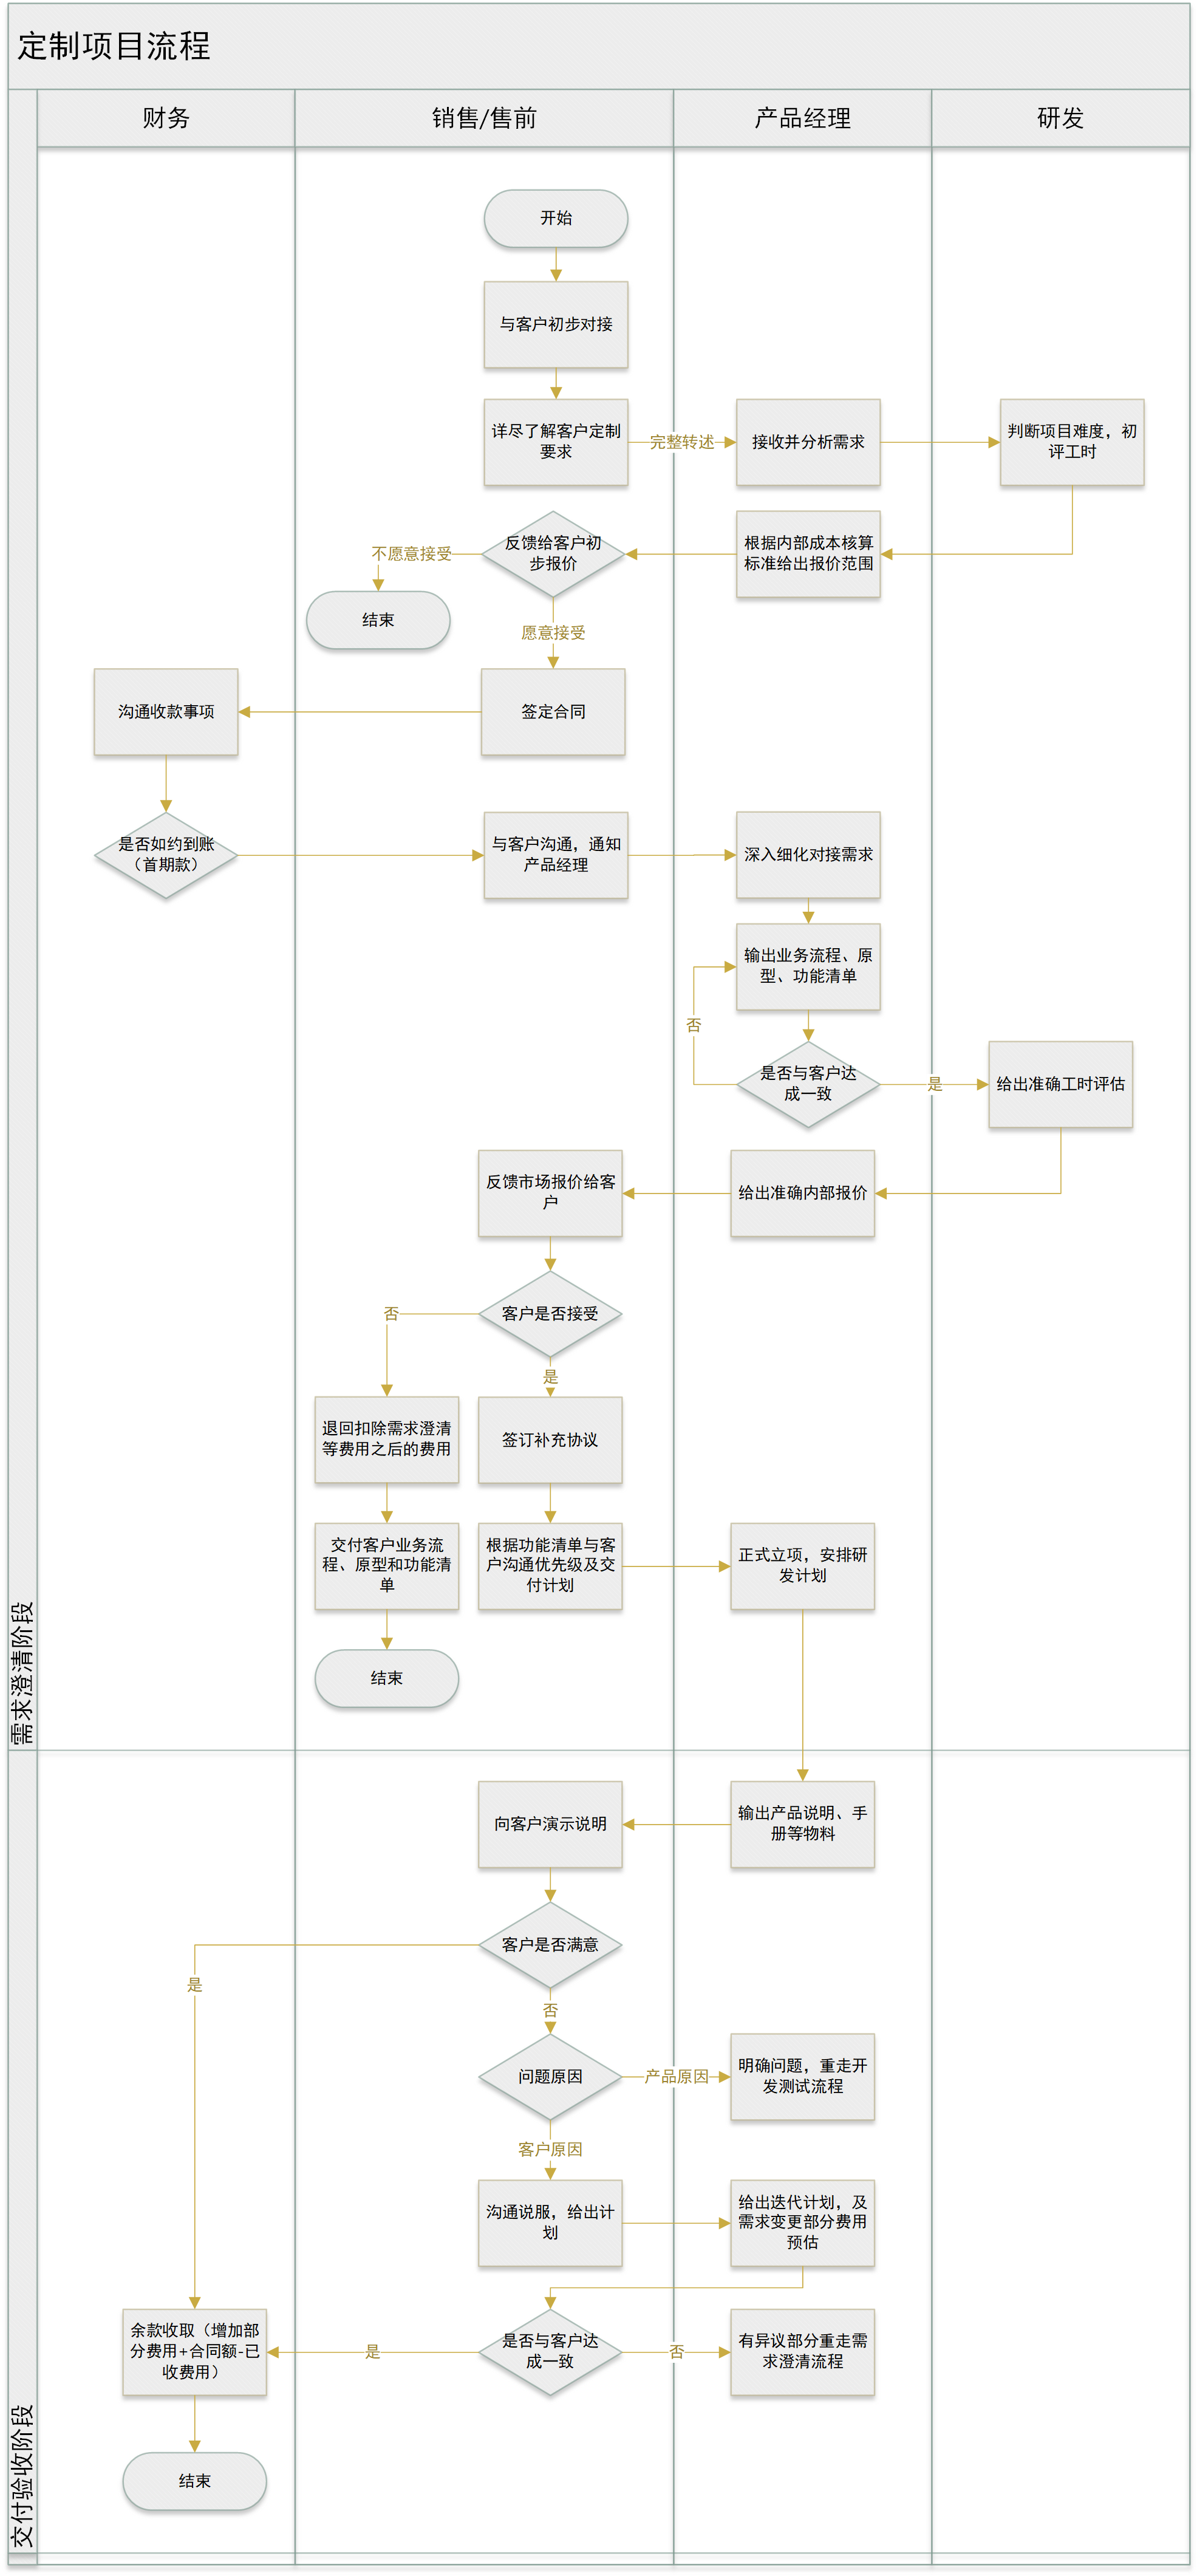 定制项目流程
财务
销售/售前
产品经理
研发
开始
与客户初步对接
详尽了解客户定制
要求
完整转述
接收并分析需求
判断项目难度，初
评工时
反馈给客户初
步报价
根据内部成本核算
标准给出报价范围
不愿意接受
结束
愿意接受
沟通收款事项
签定合同
是否如约到账
（首期款）
与客户沟通，通知
产品经理
深入细化对接需求
输出业务流程、原
型、功能清单
否
是否与客户达
成一致
是
给出准确工时评估
反馈市场报价给客
户
给出准确内部报价
客户是否接受
否
是
退回扣除需求澄清
等费用之后的费用
签订补充协议
交付客户业务流
程、原型和功能清
单
根据功能清单与客
户沟通优先级及交
付计划
正式立项，安排研
发计划
结束
需求澄清阶段
向客户演示说明
输出产品说明、手
册等物料
客户是否满意
是
否
问题原因
产品原因
明确问题，重走开
发测试流程
客户原因
沟通说服，给出计
划
给出迭代计划，及
需求变更部分费用
预估
余款收取（增加部
分费用+合同额-已
收费用）
是
是否与客户达
成一致
否
有异议部分重走需
求澄清流程
结束
交付验收阶段